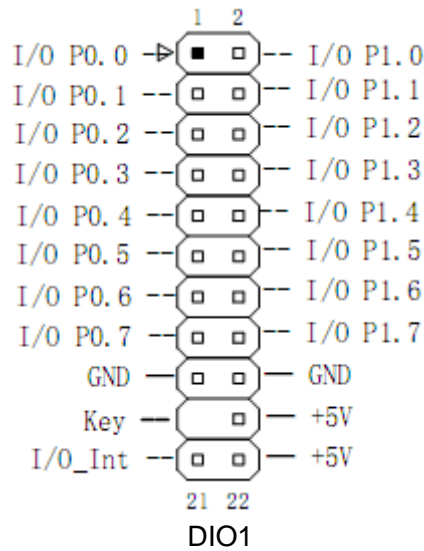 1 2
I/O P0.0 I/O P1.0
I/O P0.1 I/O P1.1
I/O P0.2 I/O P1.2
I/O P0.3 I/O P1.3
I/O P0.4 I/O P1.4
I/O P0.5 I/O P1.5
I/O P0.6 I/O P1.6
I/O P0.7 I/O P1.7
GND GND
Key +5V
I/O_Int +5V
21 22
DIO1